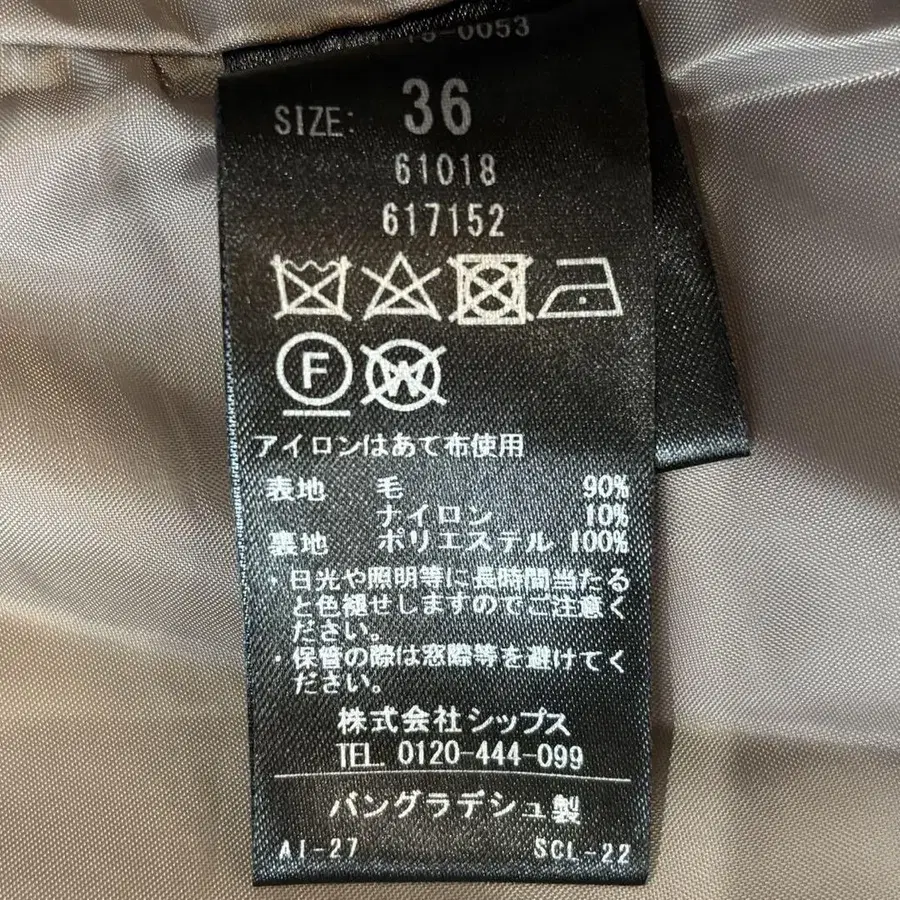 -0053
SIZE: 36
61018
617152
F W
アイロンはあて布使用
表地 毛 90%
ナイロン 10%
裏地 ポリエステル 100%
・日光や照明等に長時間当たる
と色褪せしますのでご注意く
ださい。
・保管の際は窓際等を避けてく
ださい。
株式会社シップス
TEL. 0120-444-099
バングラデシュ製
AI-27 SCL-22